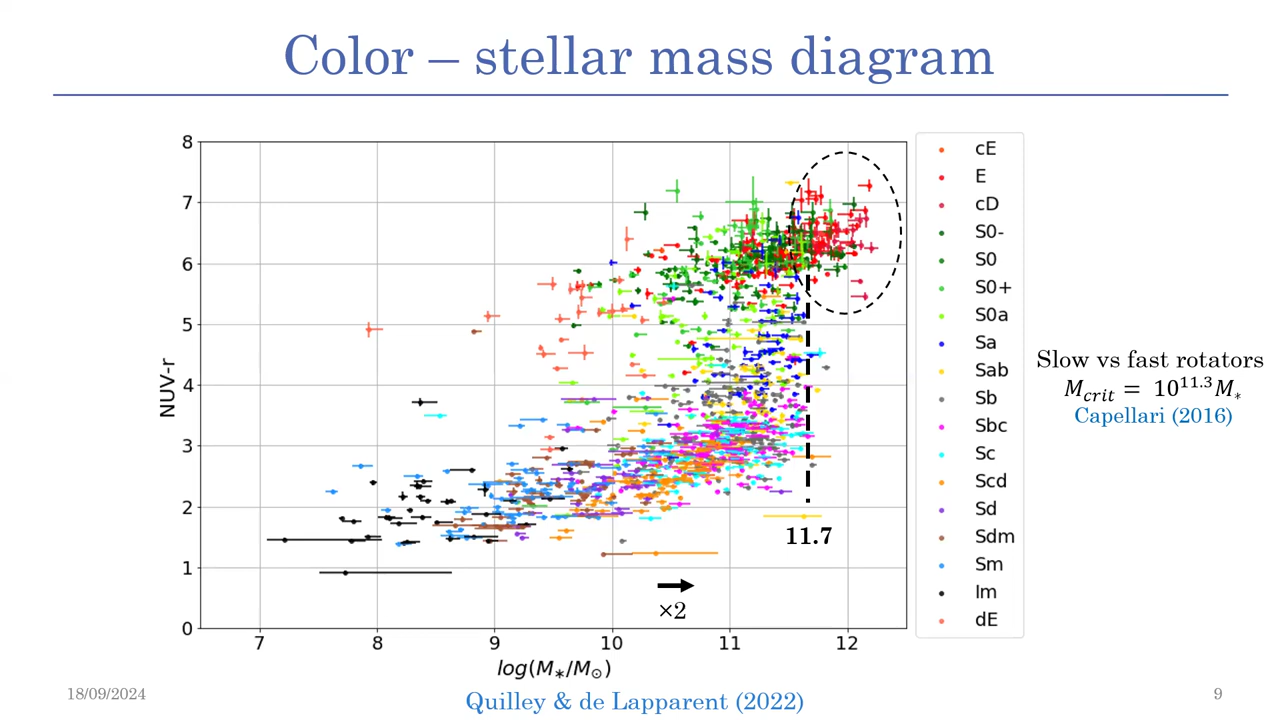 Color – stellar mass diagram
8
7
6
5
4
3
2
1
0
NUV-r
7 8 9 10 11 12
log(M∗/M⊙)
11.7
×2
cE
E
cD
S0-
S0
S0+
S0a
Sa
Sab
Sb
Sbc
Sc
Scd
Sd
Sdm
Sm
Im
dE
Slow vs fast rotators
M_crit = 10^11.3 M_*
Capellari (2016)
18/09/2024
Quilley & de Lapparent (2022)
9